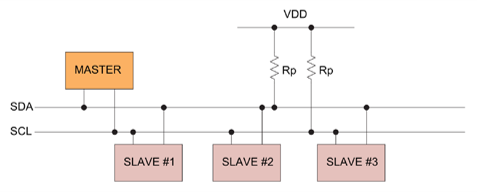 VDD
MASTER
Rp Rp
SDA
SCL
SLAVE #1 SLAVE #2 SLAVE #3